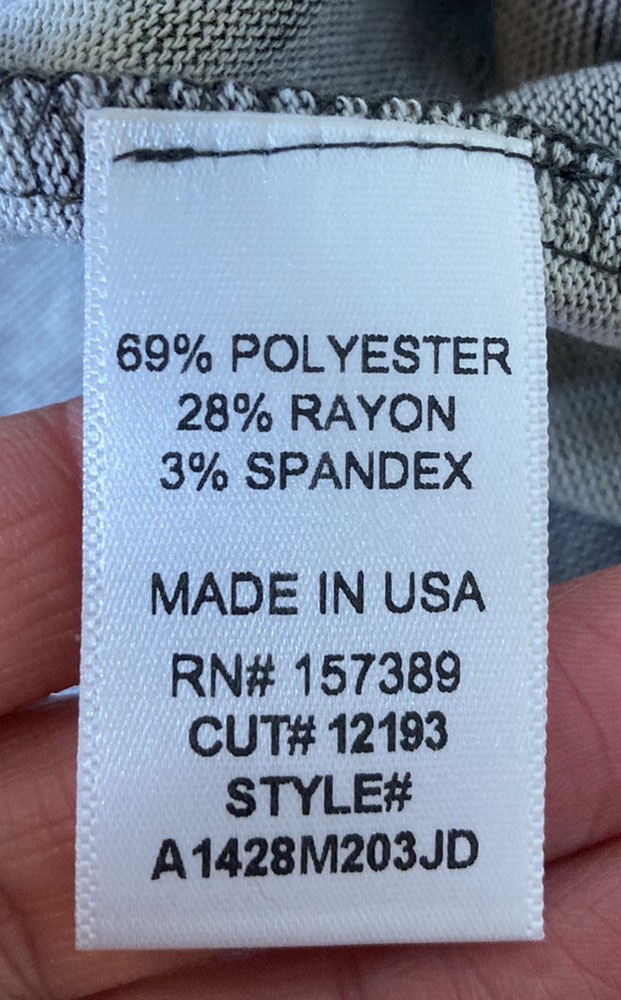 69% POLYESTER
28% RAYON
3% SPANDEX
MADE IN USA
RN# 157389
CUT# 12193
STYLE#
A1428M203JD